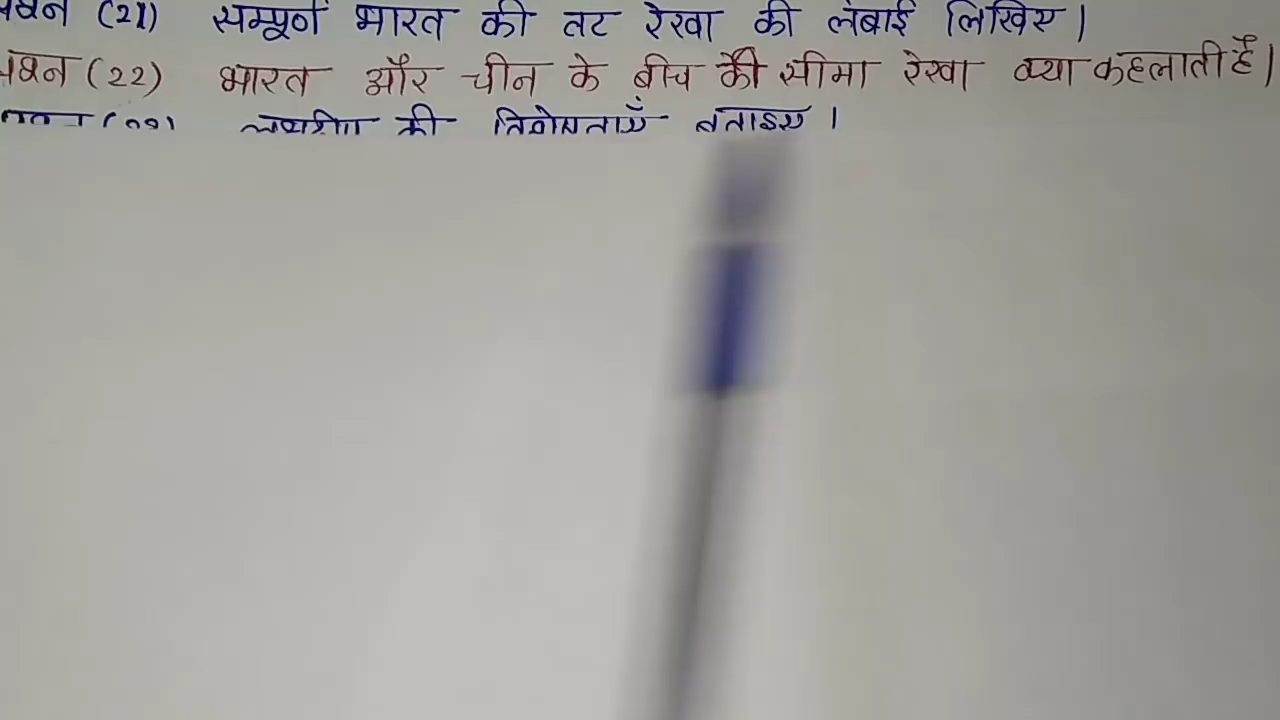 प्रश्न (21) सम्पूर्ण भारत की तट रेखा की लंबाई लिखिए।
प्रश्न (22) भारत और चीन के बीच की सीमा रेखा क्या कहलाती है।
की विशेषताएँ बताइए।